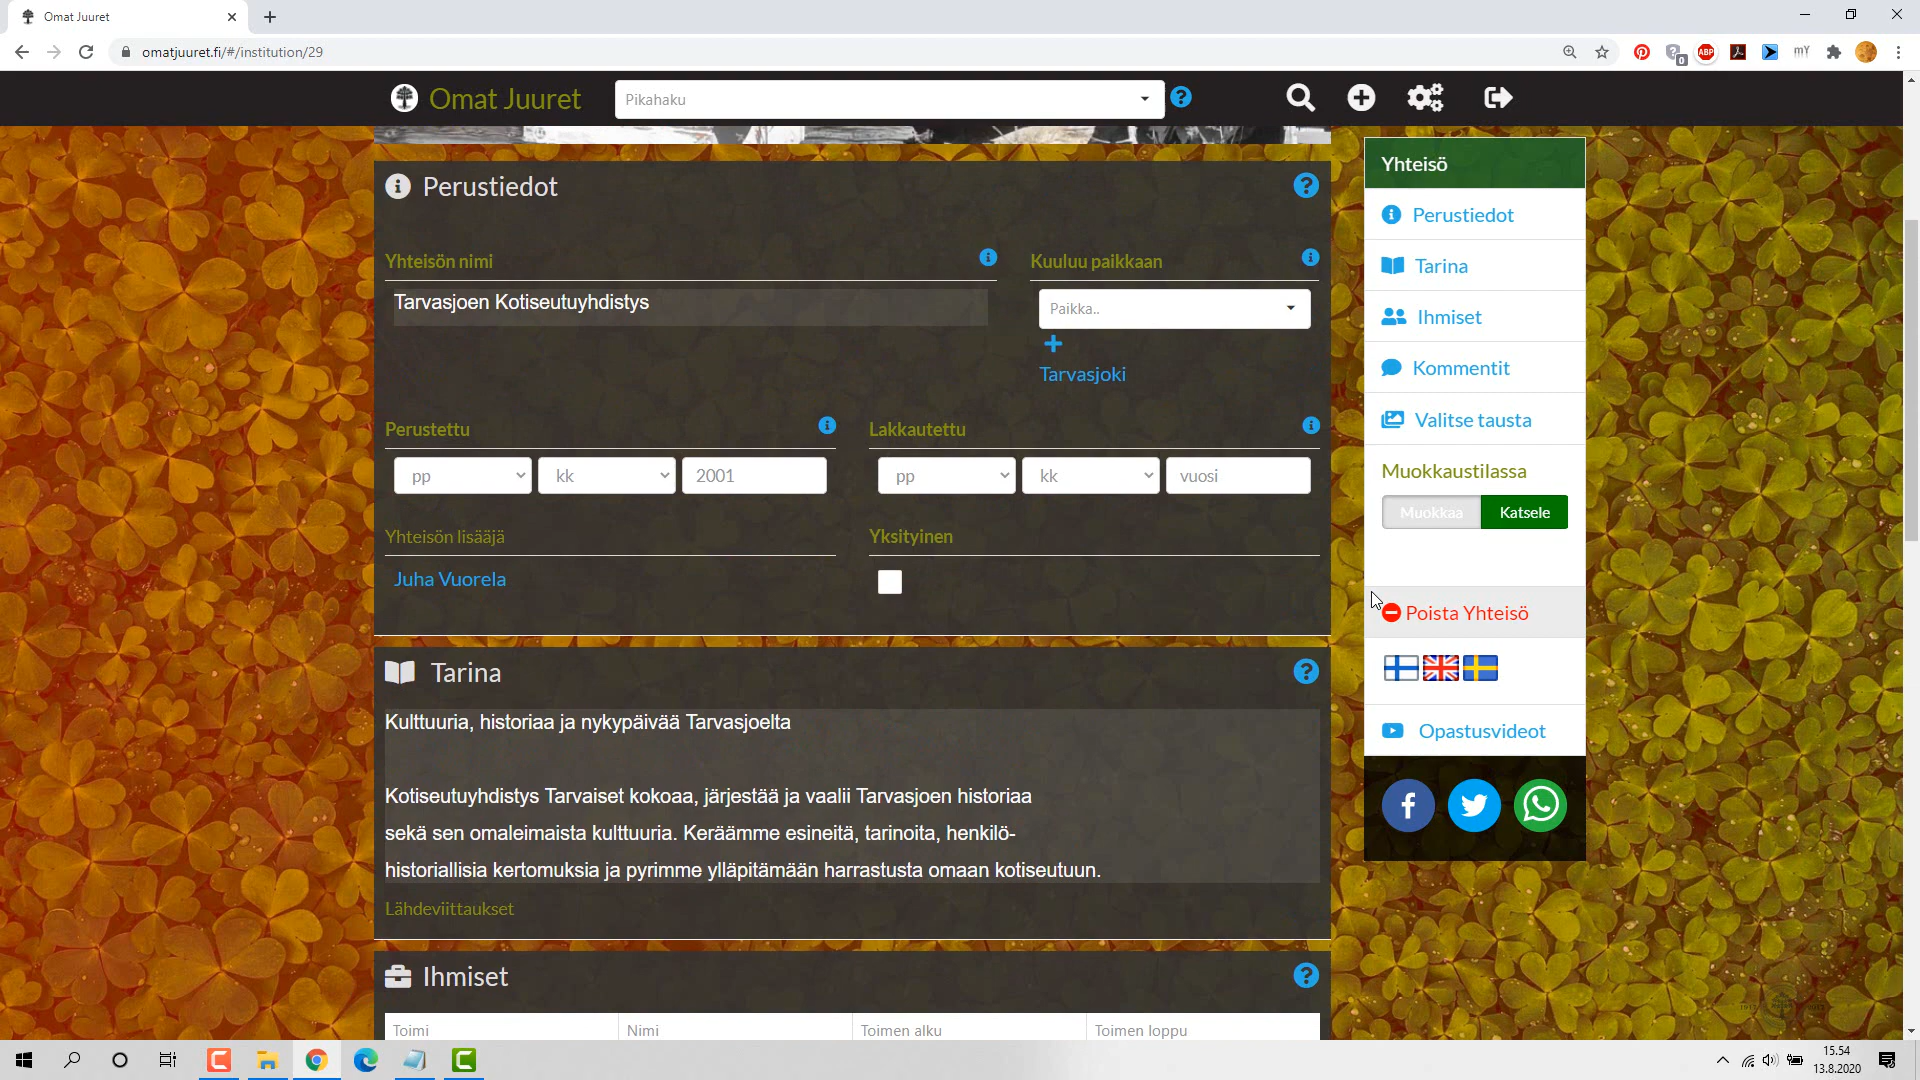 Omat Juuret
omatjuuret.fi/#/institution/29
0
ABP
mY
Omat Juuret
Pikahaku
Perustiedot
Yhteisön nimi
Kuuluu paikkaan
Tarvasjoen Kotiseutuyhdistys
Paikka..
Tarvasjoki
Perustettu
Lakkautettu
pp
kk
2001
pp
kk
vuosi
Yhteisön lisääjä
Yksityinen
Juha Vuorela
Tarina
Kulttuuria, historiaa ja nykypäivää Tarvasjoelta
Kotiseutuyhdistys Tarvaiset kokoaa, järjestää ja vaalii Tarvasjoen historiaa
sekä sen omaleimaista kulttuuria. Keräämme esineitä, tarinoita, henkilö-
historiallisia kertomuksia ja pyrimme ylläpitämään harrastusta omaan kotiseutuun.
Lähdeviittaukset
Ihmiset
Toimi
Nimi
Toimen alku
Toimen loppu
Yhteisö
Perustiedot
Tarina
Ihmiset
Kommentit
Valitse tausta
Muokkaustilassa
Muokkaa
Katsele
Poista Yhteisö
Opastusvideot
15.54
13.8.2020